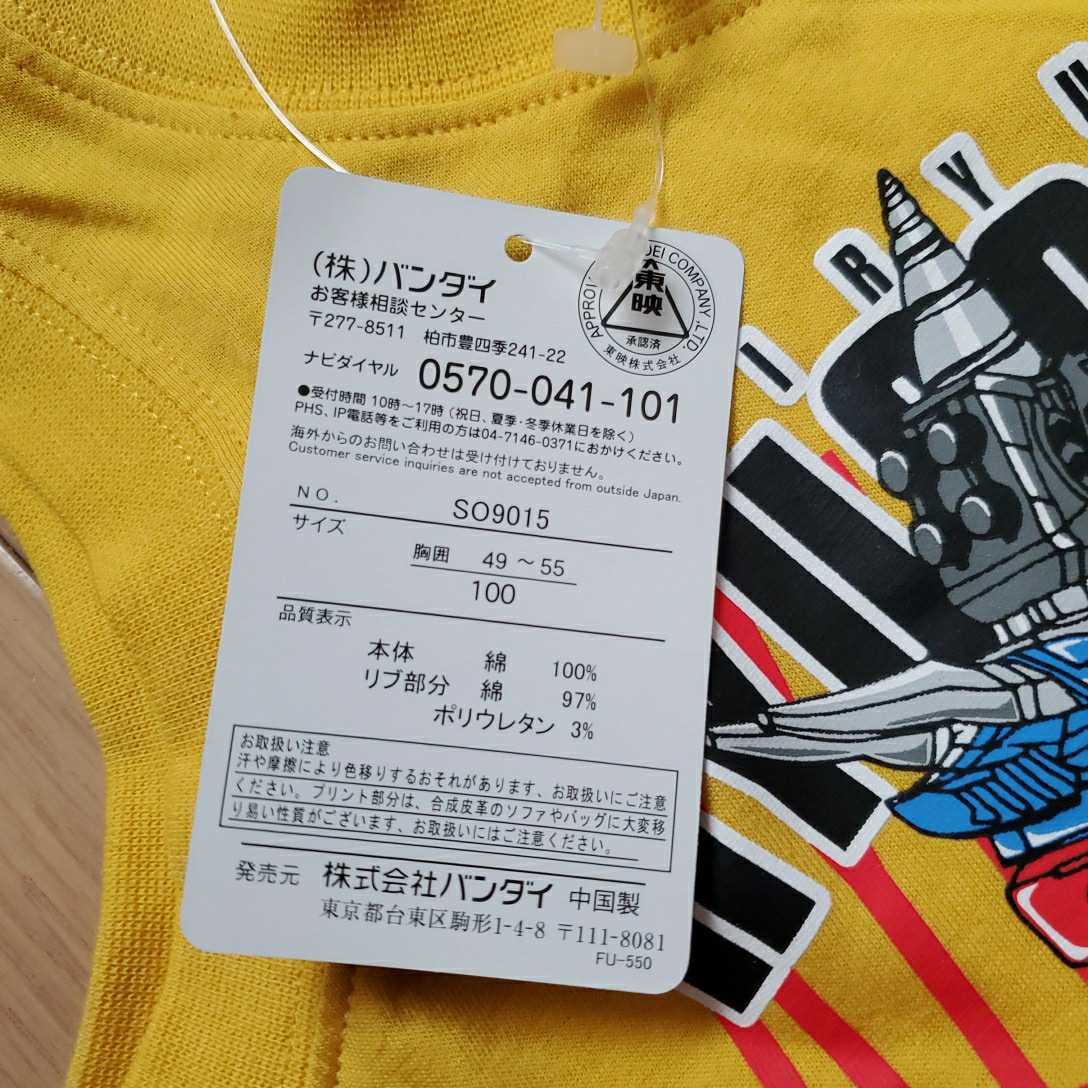 (株)バンダイ
お客様相談センター
〒277-8511 柏市豊四季241-22
ナビダイヤル 0570-041-101
●受付時間 10時～17時 (祝日、夏季・冬季休業日を除く)
PHS、IP電話等をご利用の方は04-7146-0371におかけください。
海外からのお問い合わせは受け付けておりません。
Customer service inquiries are not accepted from outside Japan.
東映
承認済
東映株式会社
COMPANY, LTD.
NO. SO9015
サイズ
胸囲 49 ～ 55
100
品質表示
本体 綿 100%
リブ部分 綿 97%
ポリウレタン 3%
お取扱い注意
汗や摩擦により色移りするおそれがあります、お取扱いにご注意
ください。プリント部分は、合成皮革のソファやバッグに大変移
り易い性質がございます、お取扱いにはご注意ください。
発売元 株式会社バンダイ 中国製
東京都台東区駒形1-4-8 〒111-8081
FU-550
I R Y U